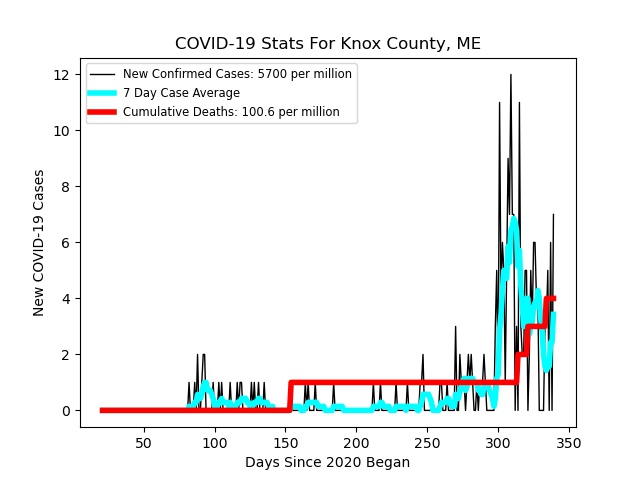 COVID-19 Stats For Knox County, ME
New Confirmed Cases: 5700 per million
7 Day Case Average
Cumulative Deaths: 100.6 per million
New COVID-19 Cases
12
10
8
6
4
2
0
50 100 150 200 250 300 350
Days Since 2020 Began